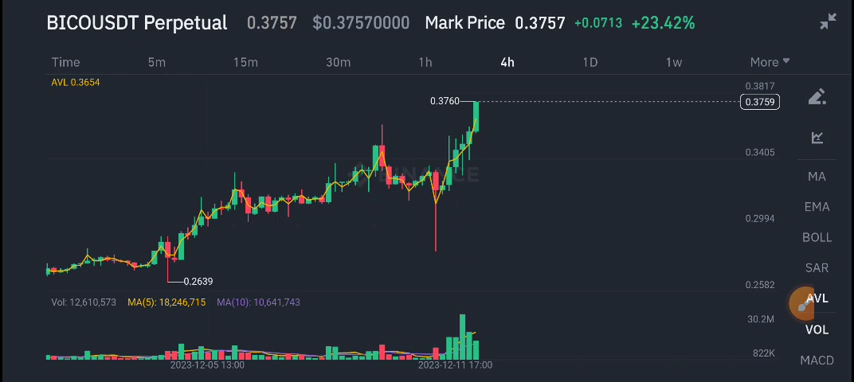 BICOUSDT Perpetual 0.3757 $0.37570000 Mark Price 0.3757 +0.0713 +23.42%
Time 5m 15m 30m 1h 4h 1D 1w More
AVL 0.3654
0.3817
0.3760
0.3759
0.3405
BINANCE
0.2994
0.2639
0.2582
MA
EMA
BOLL
SAR
AVL
VOL
MACD
Vol: 12,610,573 MA(5): 18,246,715 MA(10): 10,641,743
30.2M
822K
2023-12-05 13:00 2023-12-11 17:00